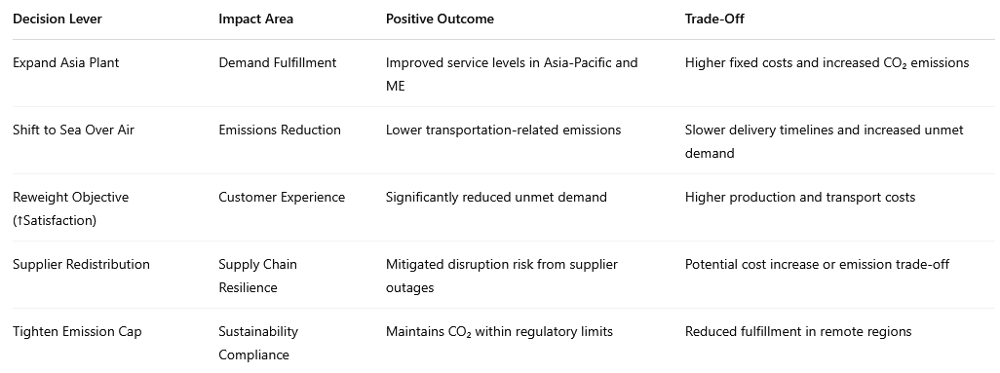 Decision Lever Impact Area Positive Outcome Trade-Off
Expand Asia Plant Demand Fulfillment Improved service levels in Asia-Pacific and Higher fixed costs and increased CO₂ emissions
ME
Shift to Sea Over Air Emissions Reduction Lower transportation-related emissions Slower delivery timelines and increased unmet
demand
Reweight Objective Customer Experience Significantly reduced unmet demand Higher production and transport costs
(↑Satisfaction)
Supplier Redistribution Supply Chain Mitigated disruption risk from supplier Potential cost increase or emission trade-off
Resilience outages
Tighten Emission Cap Sustainability Maintains CO₂ within regulatory limits Reduced fulfillment in remote regions
Compliance